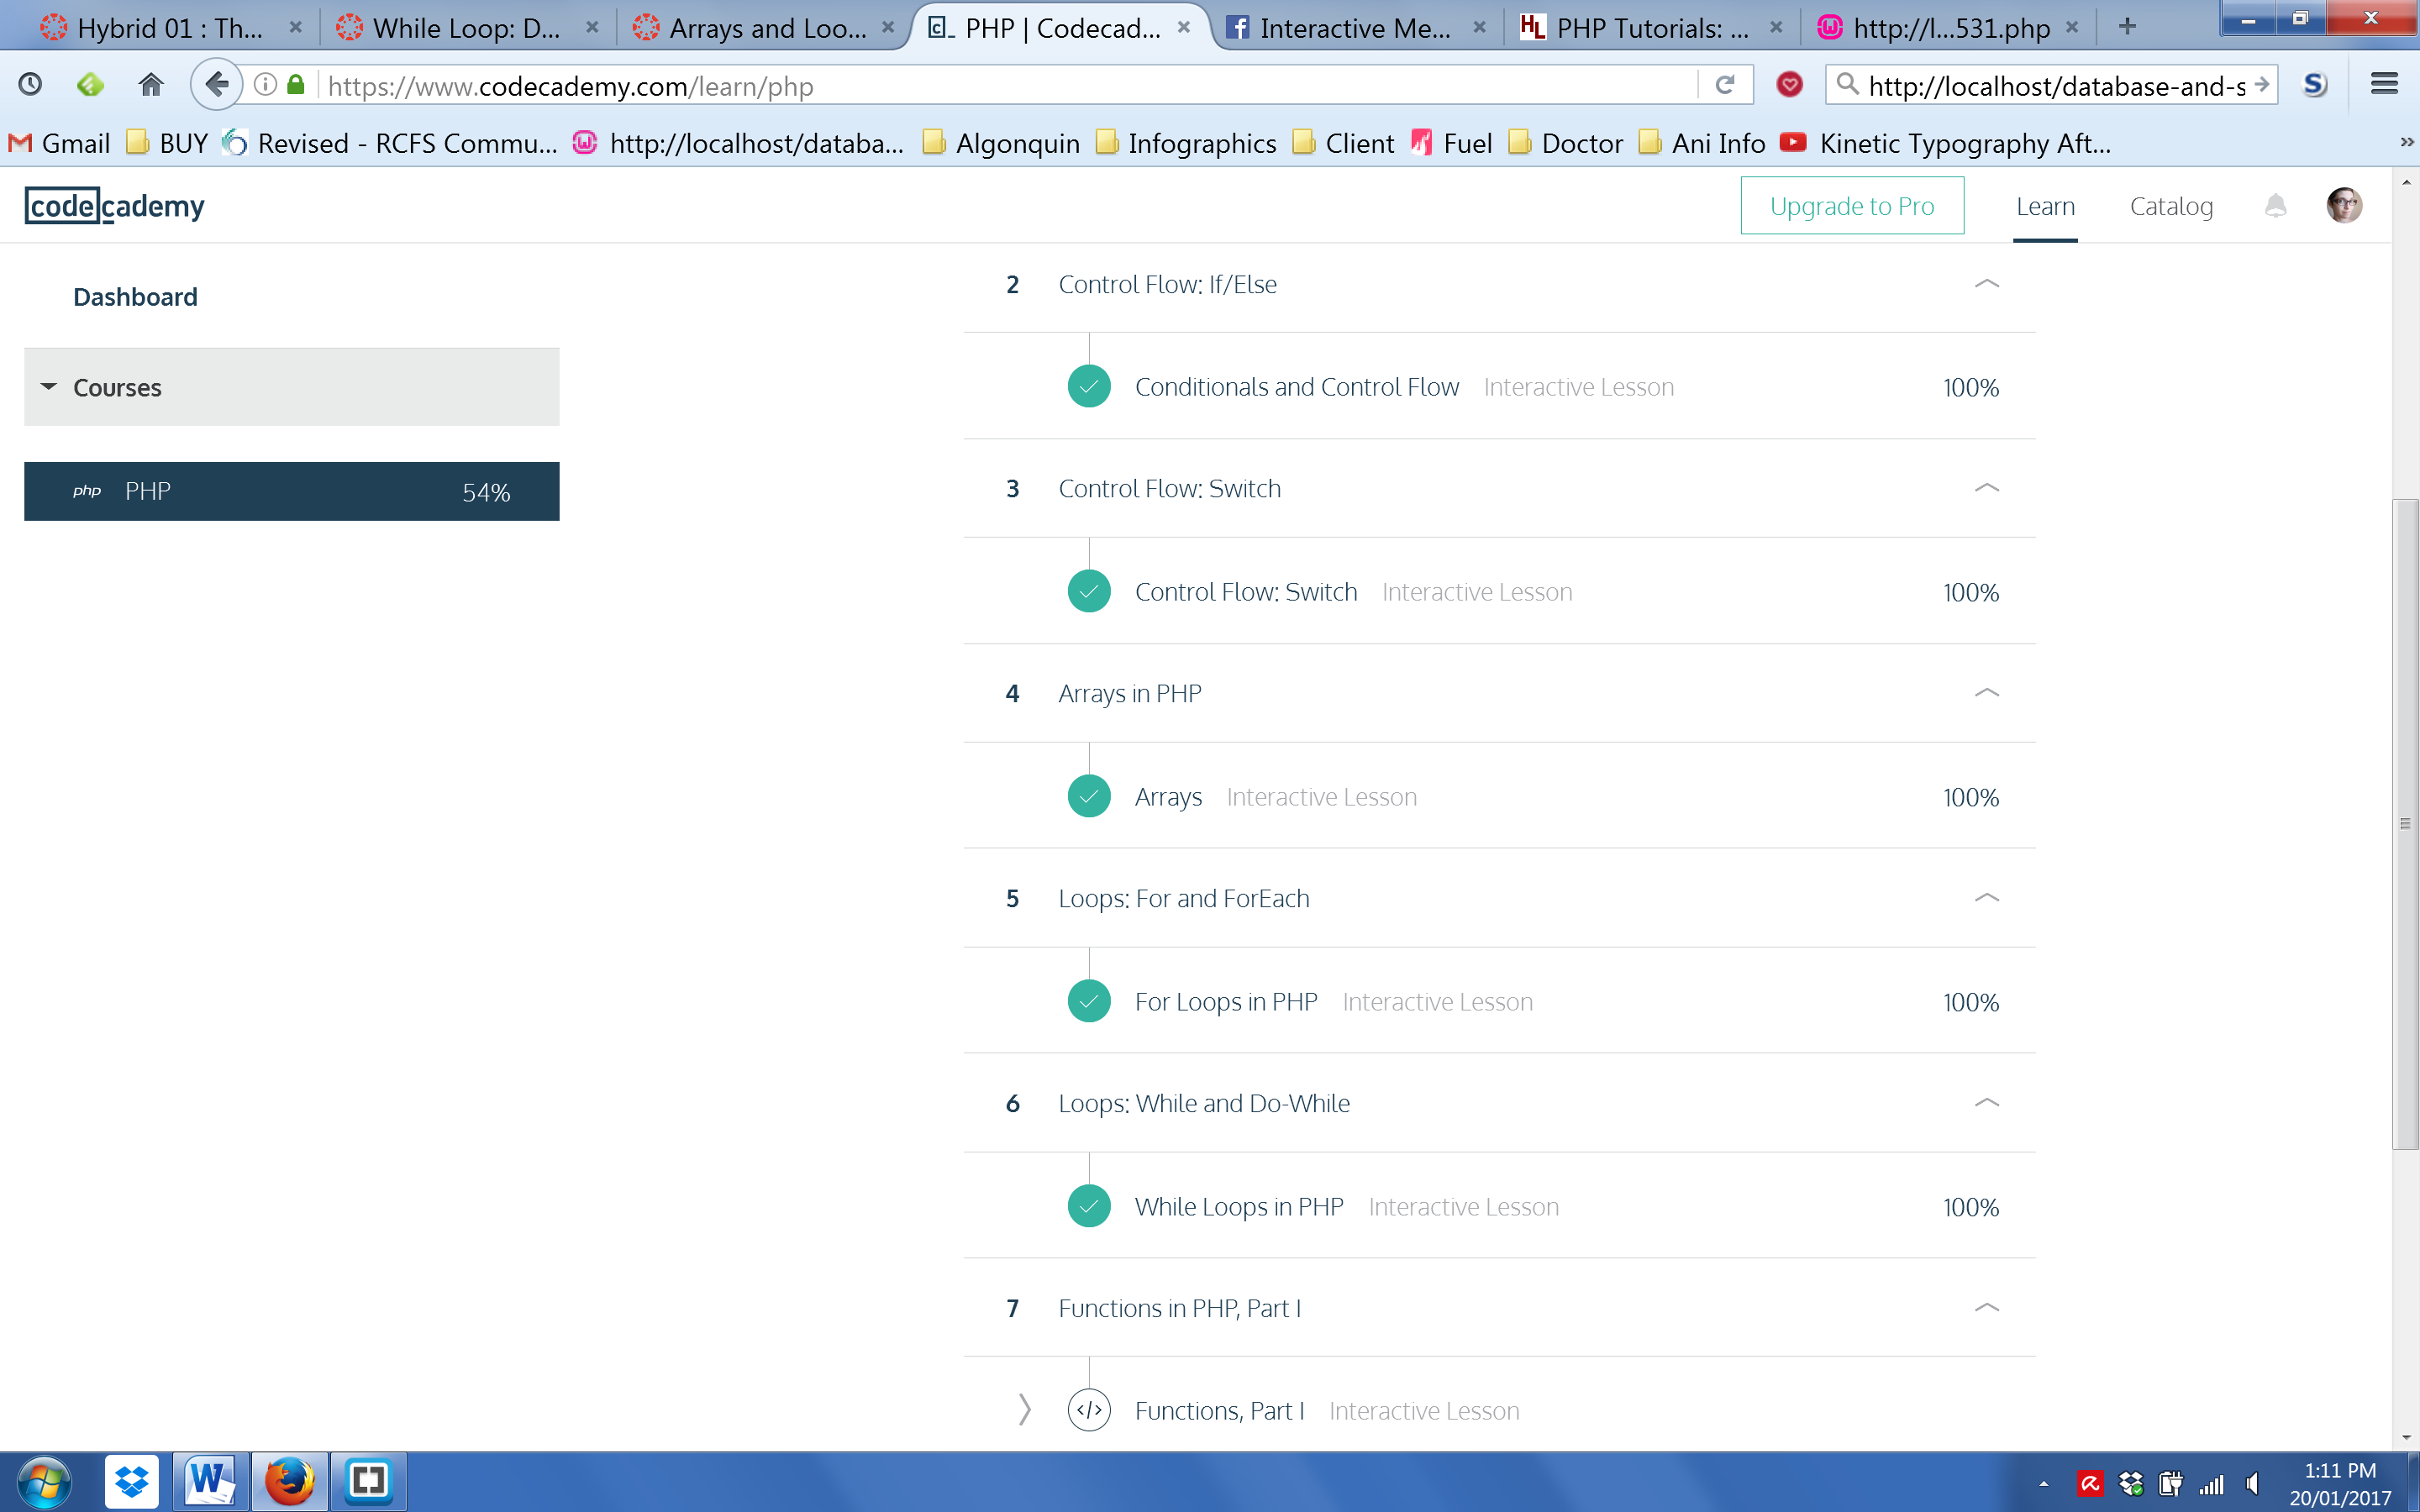 Hybrid 01 : Th...
While Loop: D...
Arrays and Loo...
PHP | Codecad...
Interactive Me...
HL PHP Tutorials: ...
http://l...531.php
https://www.codecademy.com/learn/php
http://localhost/database-and-s
S
Gmail BUY Revised - RCFS Commu... http://localhost/databa... Algonquin Infographics Client Fuel Doctor Ani Info Kinetic Typography Aft...
codecademy
Upgrade to Pro
Learn
Catalog
Dashboard
Courses
php PHP 54%
2 Control Flow: If/Else
Conditionals and Control Flow Interactive Lesson 100%
3 Control Flow: Switch
Control Flow: Switch Interactive Lesson 100%
4 Arrays in PHP
Arrays Interactive Lesson 100%
5 Loops: For and ForEach
For Loops in PHP Interactive Lesson 100%
6 Loops: While and Do-While
While Loops in PHP Interactive Lesson 100%
7 Functions in PHP, Part I
</> Functions, Part I Interactive Lesson
1:11 PM
20/01/2017